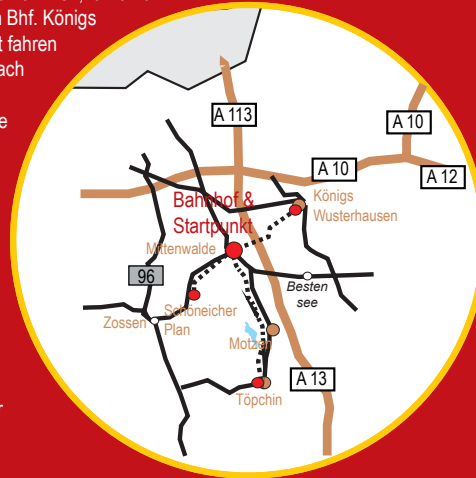 n Bhf. Königs
t fahren
ach
e
r
A 113
A 10
A 10
A 12
Königs
Wusterhausen
Bahnhof &
Startpunkt
Mittenwalde
96
Besten
see
Schöneicher
Plan
Zossen
Motzen
A 13
Töpchin